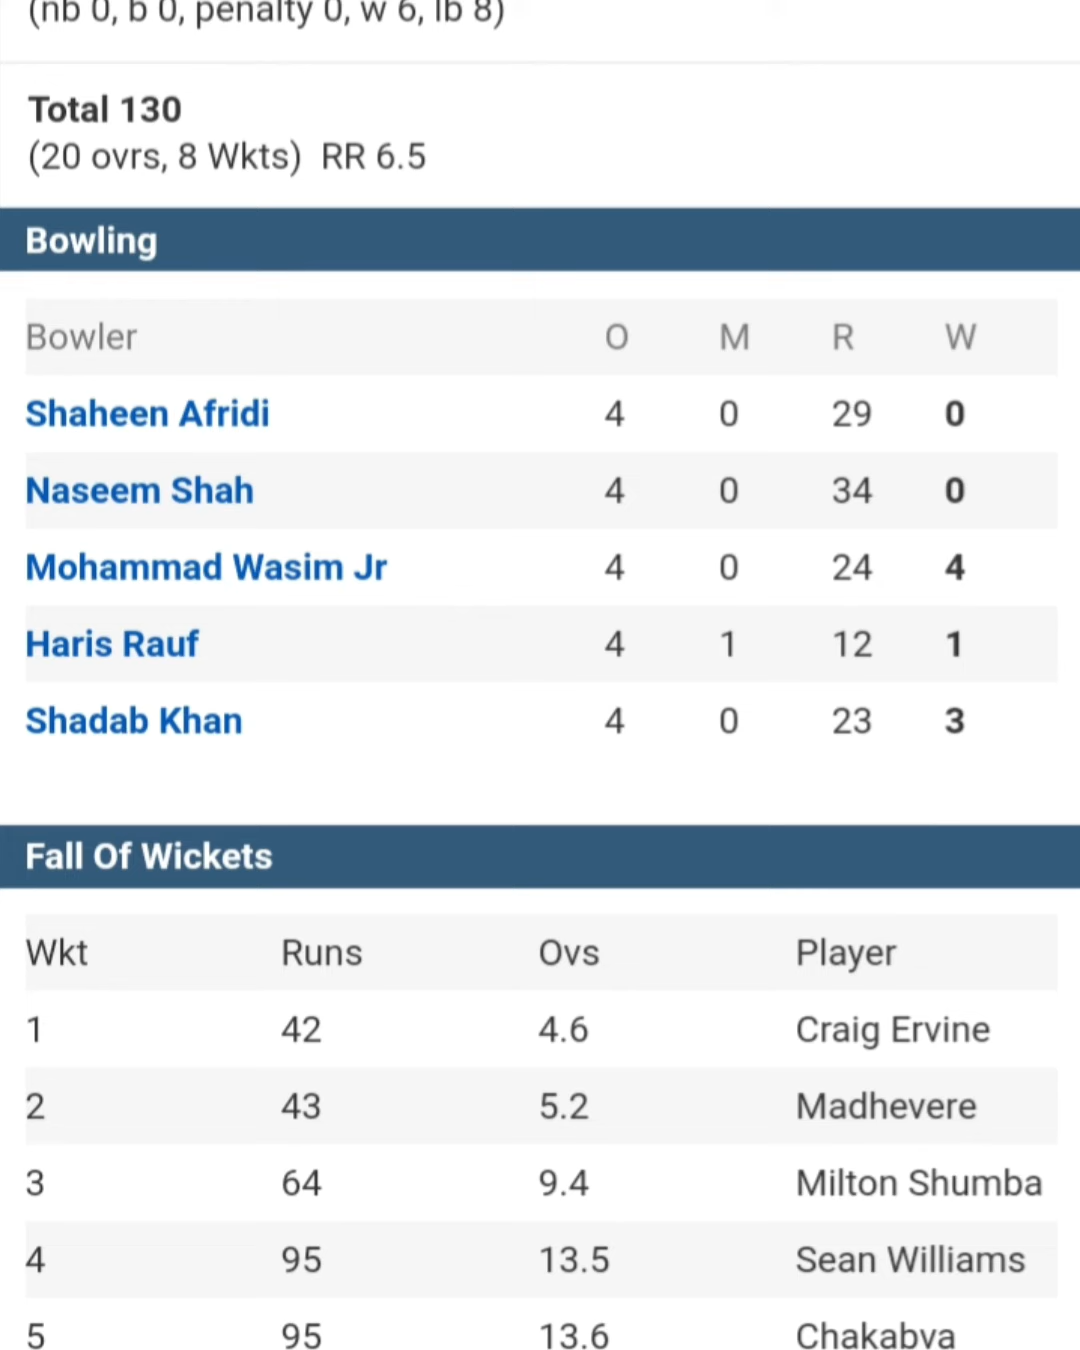 (nb 0, b 0, penalty 0, w 6, lb 8)
Total 130
(20 ovrs, 8 Wkts) RR 6.5
Bowling
Bowler O M R W
Shaheen Afridi 4 0 29 0
Naseem Shah 4 0 34 0
Mohammad Wasim Jr 4 0 24 4
Haris Rauf 4 1 12 1
Shadab Khan 4 0 23 3
Fall Of Wickets
Wkt Runs Ovs Player
1 42 4.6 Craig Ervine
2 43 5.2 Madhevere
3 64 9.4 Milton Shumba
4 95 13.5 Sean Williams
5 95 13.6 Chakabva